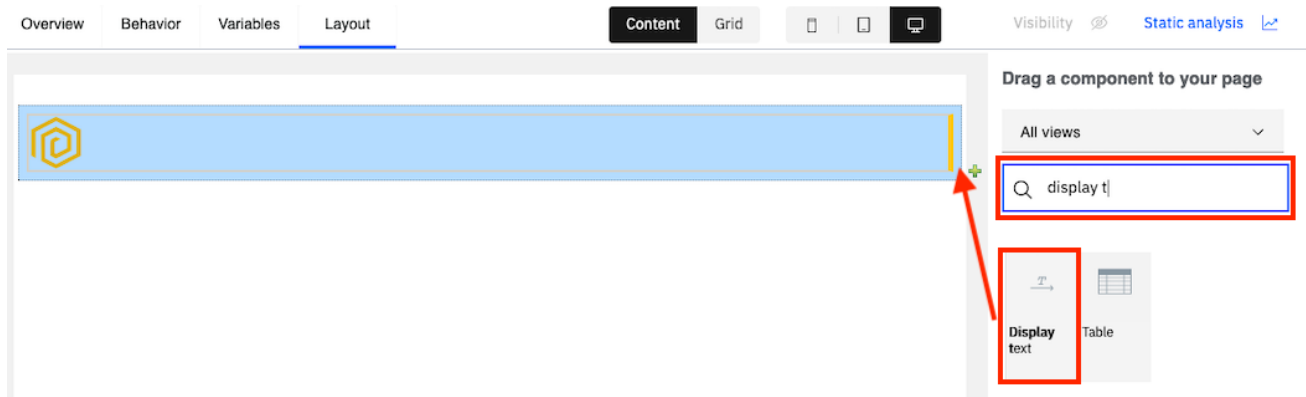 Overview Behavior Variables Layout Content Grid Visibility Static analysis
Drag a component to your page
All views
display t
T
Display Table
text